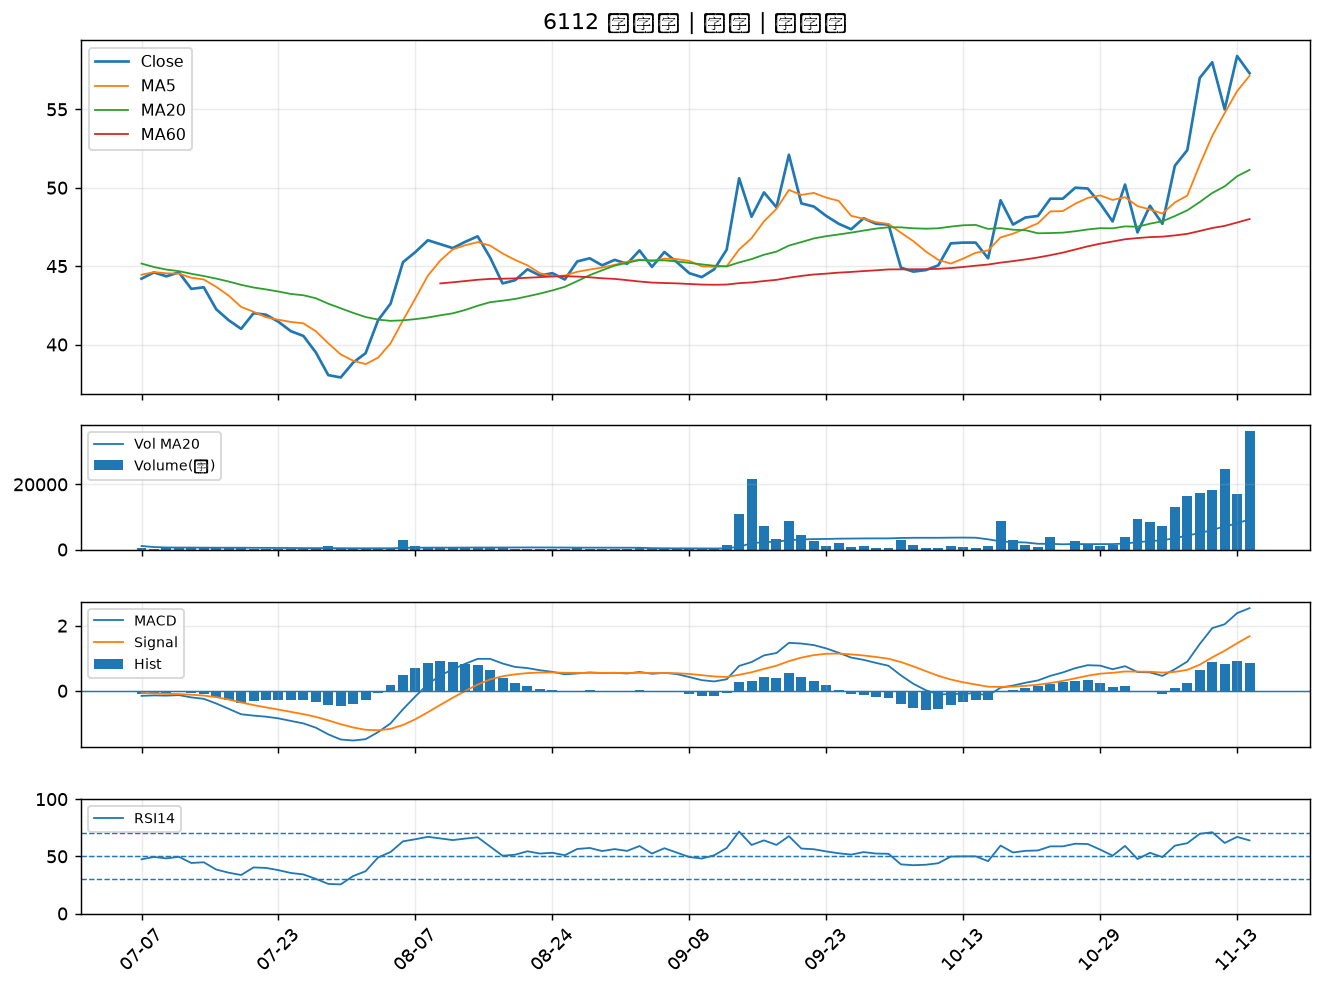 6112 | |
Close
MA5
MA20
MA60
55
50
45
40
Vol MA20
Volume( )
20000
0
MACD
Signal
Hist
2
0
RSI14
100
50
0
07-07 07-23 08-07 08-24 09-08 09-23 10-13 10-29 11-13